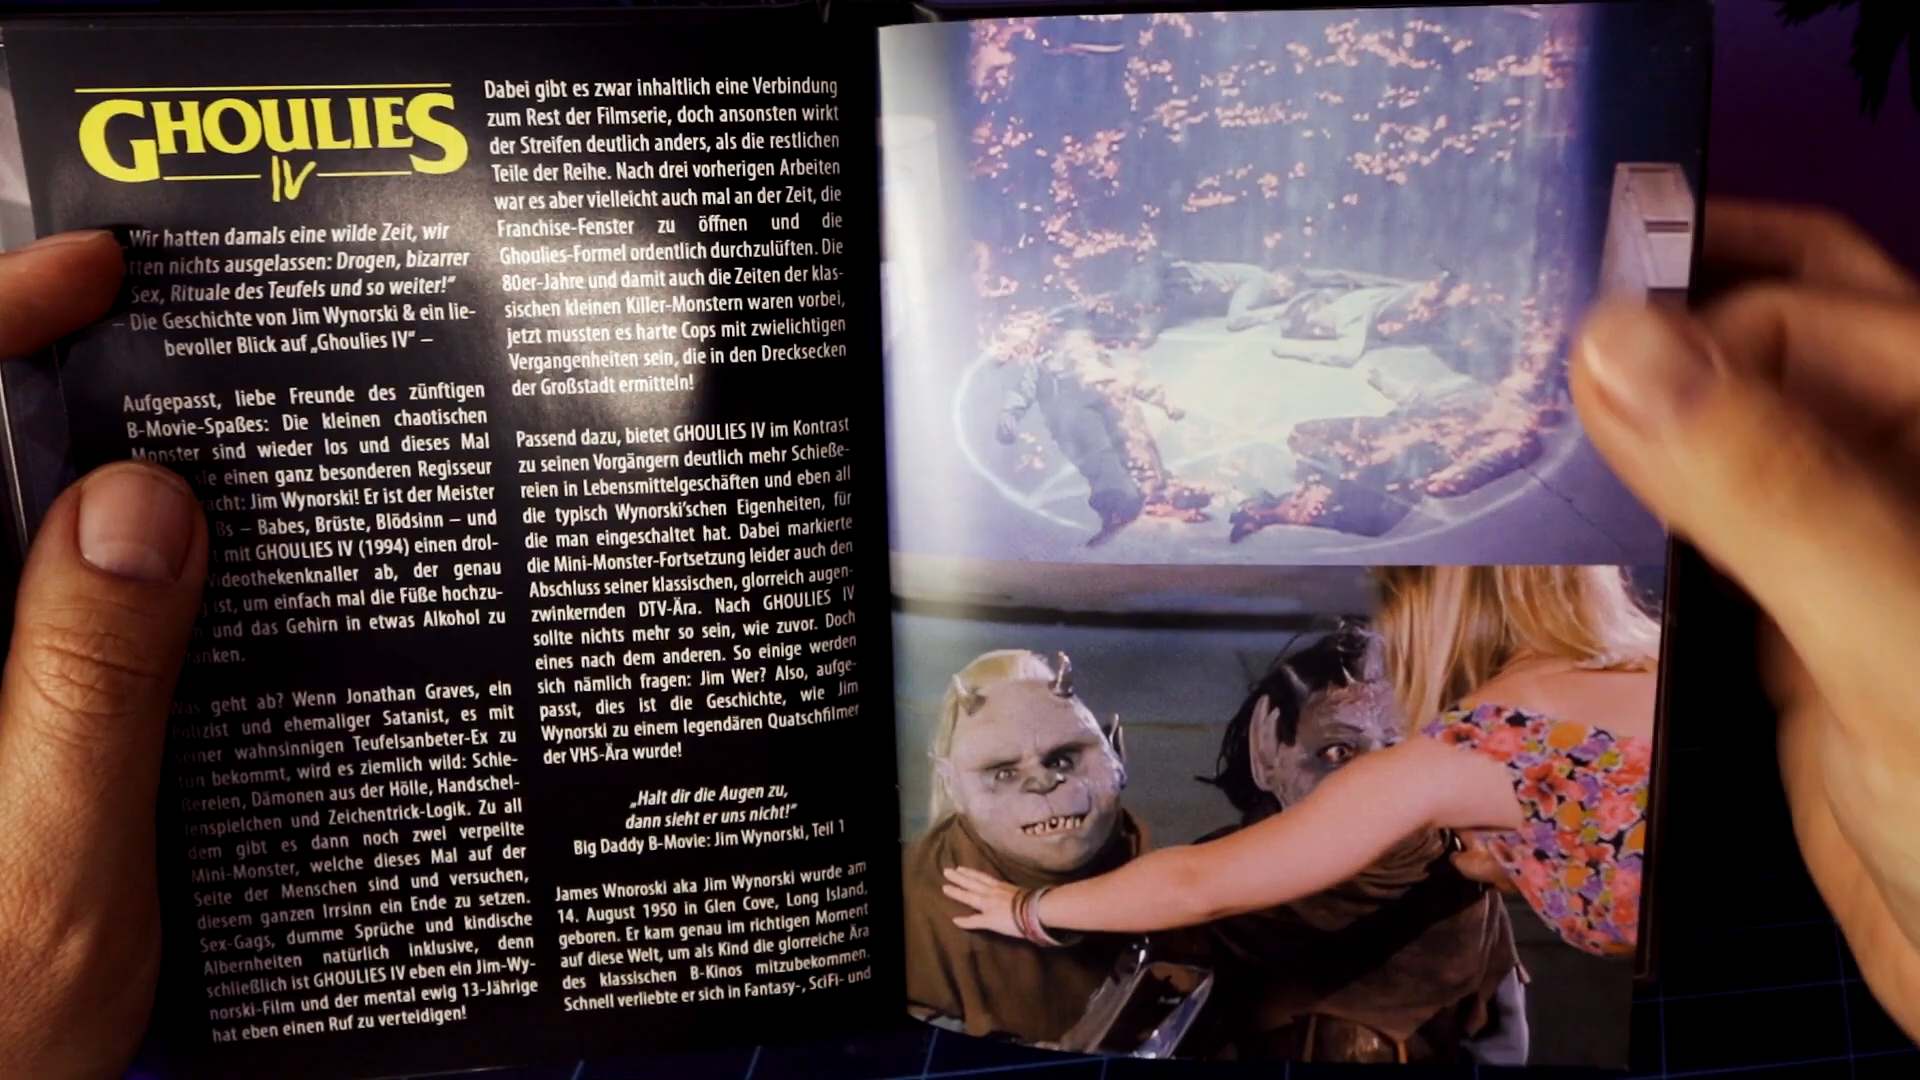 GHOULIES
IV
Wir hatten damals eine wilde Zeit, wir
nichts ausgelassen: Drogen, bizarrer
Sex, Rituale des Teufels und so weiter!“
– Die Geschichte von Jim Wynorski & ein lie-
bevoller Blick auf „Ghoulies IV“ –
Aufgepasst, liebe Freunde des zünftigen
B-Movie-Spaßes: Die kleinen chaotischen
Monster sind wieder los und dieses Mal
einen ganz besonderen Regisseur
Jim Wynorski! Er ist der Meister
Bs – Babes, Brüste, Blödsinn – und
mit GHOULIES IV (1994) einen drol-
ab, der genau
ist, um einfach mal die Füße hochzu-
und das Gehirn in etwas Alkohol zu
Was geht ab? Wenn Jonathan Graves, ein
Polizist und ehemaliger Satanist, es mit
seiner wahnsinnigen Teufelsanbeter-Ex zu
tun bekommt, wird es ziemlich wild: Schie-
ßereien, Dämonen aus der Hölle, Handschel-
lenspielchen und Zeichentrick-Logik. Zu all
dem gibt es dann noch zwei verpeilte
Mini-Monster, welche dieses Mal auf der
Seite der Menschen sind und versuchen,
diesem ganzen Irrsinn ein Ende zu setzen.
Sex-Gags, dumme Sprüche und kindische
Albernheiten natürlich inklusive, denn
schließlich ist GHOULIES IV eben ein Jim-Wy-
norski-Film und der mental ewig 13-Jährige
hat eben einen Ruf zu verteidigen!
Dabei gibt es zwar inhaltlich eine Verbindung
zum Rest der Filmserie, doch ansonsten wirkt
der Streifen deutlich anders, als die restlichen
Teile der Reihe. Nach drei vorherigen Arbeiten
war es aber vielleicht auch mal an der Zeit, die
Franchise-Fenster zu öffnen und die
Ghoulies-Formel ordentlich durchzulüften. Die
80er-Jahre und damit auch die Zeiten der klas-
sischen kleinen Killer-Monstern waren vorbei,
jetzt mussten es harte Cops mit zwielichtigen
Vergangenheiten sein, die in den Drecksecken
der Großstadt ermitteln!
Passend dazu, bietet GHOULIES IV im Kontrast
zu seinen Vorgängern deutlich mehr Schieße-
reien in Lebensmittelgeschäften und eben all
die typisch Wynorski’schen Eigenheiten, für
die man eingeschaltet hat. Dabei markierte
die Mini-Monster-Fortsetzung leider auch den
Abschluss seiner klassischen, glorreich augen-
zwinkernden DTV-Ära. Nach GHOULIES IV
sollte nichts mehr so sein, wie zuvor. Doch
eines nach dem anderen. So einige werden
sich nämlich fragen: Jim Wer? Also, aufge-
passt, dies ist die Geschichte, wie Jim
Wynorski zu einem legendären Quatschfilmer
der VHS-Ära wurde!
„Halt dir die Augen zu,
dann sieht er uns nicht!“
Big Daddy B-Movie: Jim Wynorski, Teil 1
James Wnoroski aka Jim Wynorski wurde am
14. August 1950 in Glen Cove, Long Island,
geboren. Er kam genau im richtigen Moment
auf diese Welt, um als Kind die glorreiche Ära
des klassischen B-Kinos mitzubekommen.
Schnell verliebte er sich in Fantasy-, SciFi- und